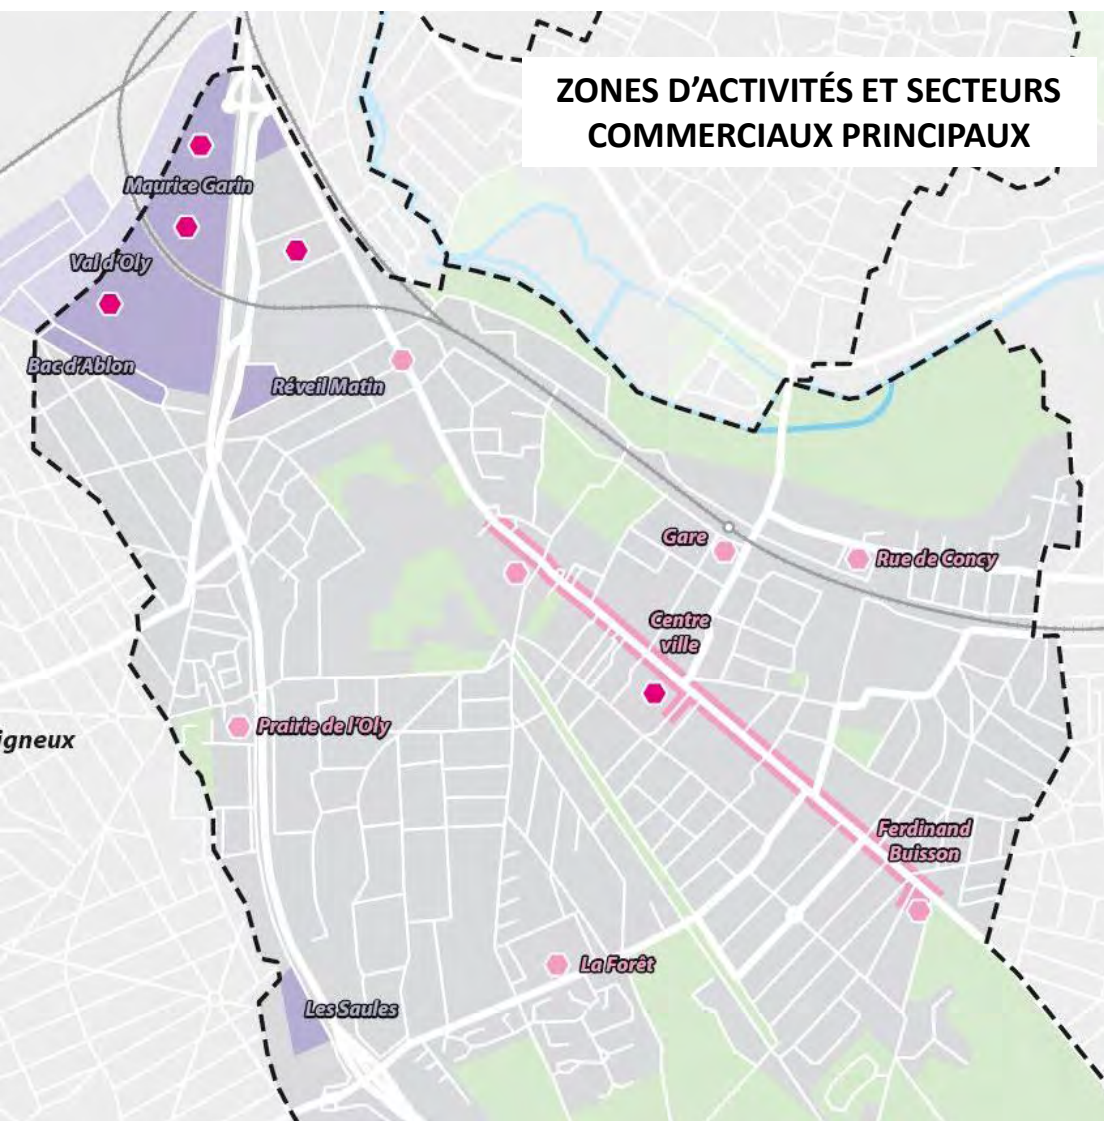 ZONES D'ACTIVITÉS ET SECTEURS
COMMERCIAUX PRINCIPAUX
Maurice Garin
Val d'Oly
Bac d'Ablon
Réveil Matin
Gare
Rue de Concy
Centre
ville
Prairie de l'Oly
igneux
Ferdinand
Buisson
La Forêt
Les Saules